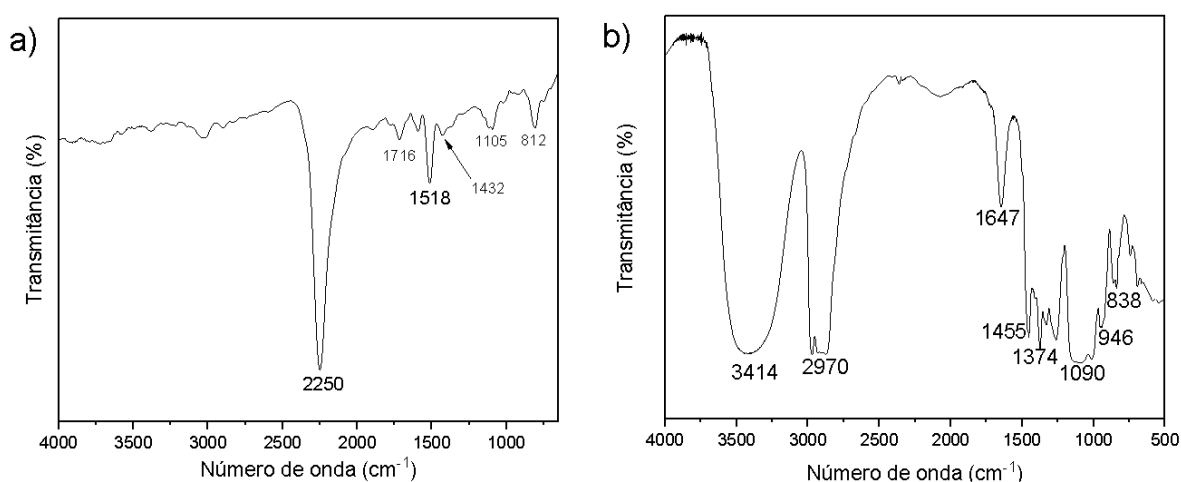 a)
Transmitância (%)
2250
1716
1518
1432
1105
812
4000 3500 3000 2500 2000 1500 1000
Número de onda (cm⁻¹)
b)
Transmitância (%)
3414
2970
1647
1455
1374
1090
946
838
4000 3500 3000 2500 2000 1500 1000 500
Número de onda (cm⁻¹)